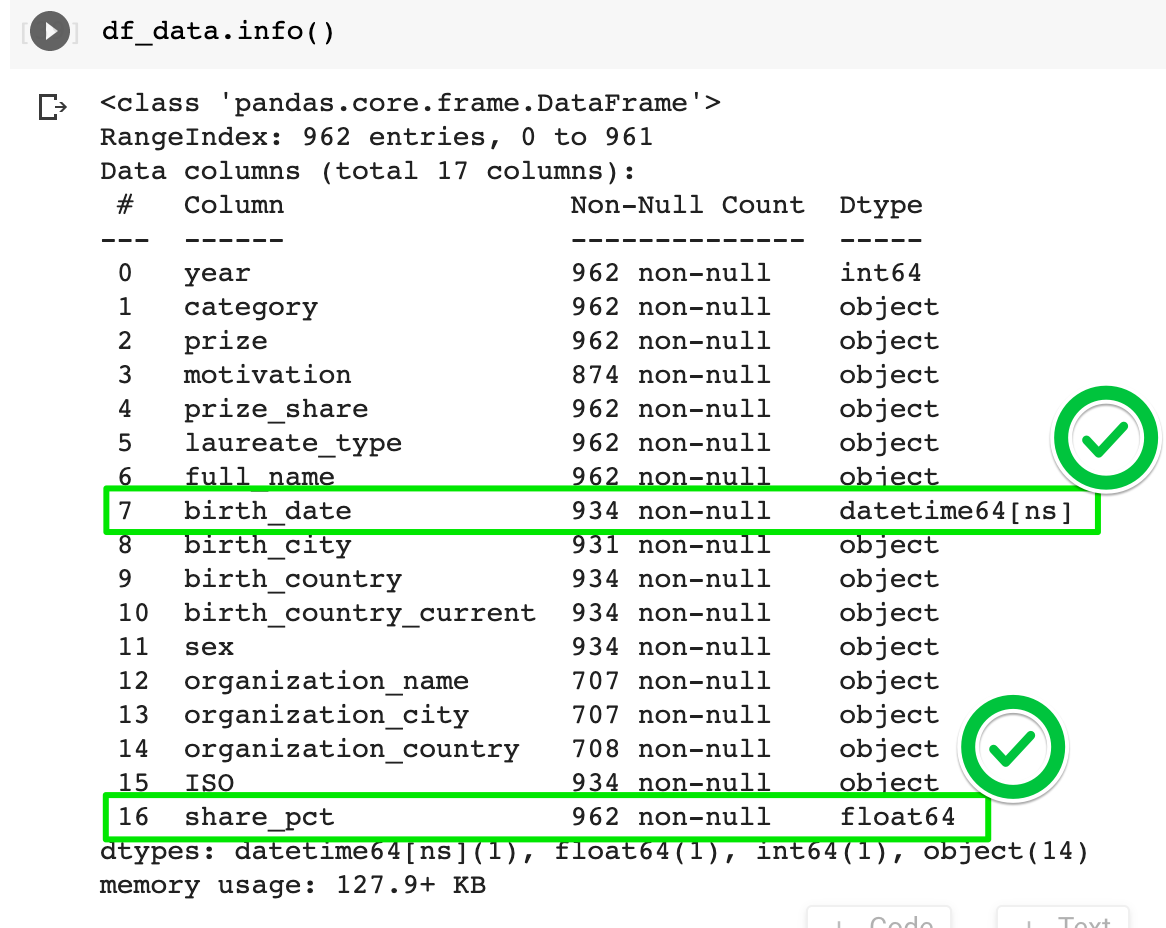 df_data.info()
<class 'pandas.core.frame.DataFrame'>
RangeIndex: 962 entries, 0 to 961
Data columns (total 17 columns):
 #   Column                 Non-Null Count  Dtype
---  ------                 --------------  -----
 0   year                   962 non-null    int64
 1   category               962 non-null    object
 2   prize                  962 non-null    object
 3   motivation             874 non-null    object
 4   prize_share            962 non-null    object
 5   laureate_type          962 non-null    object
 6   full_name              962 non-null    object
 7   birth_date             934 non-null    datetime64[ns]
 8   birth_city             931 non-null    object
 9   birth_country          934 non-null    object
 10  birth_country_current  934 non-null    object
 11  sex                    934 non-null    object
 12  organization_name      707 non-null    object
 13  organization_city      707 non-null    object
 14  organization_country   708 non-null    object
 15  ISO                    934 non-null    object
 16  share_pct              962 non-null    float64
dtypes: datetime64[ns](1), float64(1), int64(1), object(14)
memory usage: 127.9+ KB
+ Code + Text